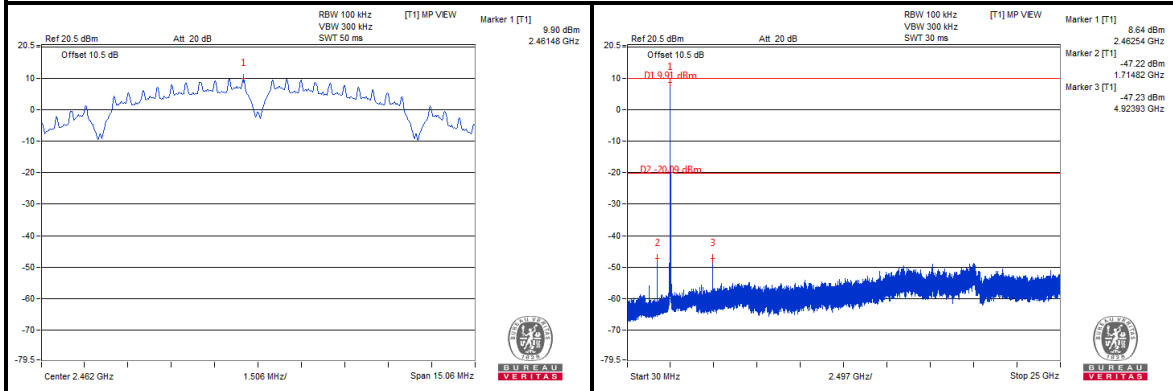 RBW 100 kHz [T1] MP VIEW
VBW 300 kHz
Ref 20.5 dBm Att 20 dB SWT 50 ms
Marker 1 [T1]
9.90 dBm
2.46148 GHz
20.5
Offset 10.5 dB
1
10
0
-10
-20
-30
-40
-50
-60
-70
-79.5
Center 2.462 GHz 1.506 MHz/ Span 15.06 MHz
BUREAU VERITAS
1828
BUREAU
VERITAS
RBW 100 kHz [T1] MP VIEW
VBW 300 kHz
Ref 20.5 dBm Att 20 dB SWT 30 ms
Marker 1 [T1]
8.64 dBm
2.46254 GHz
Marker 2 [T1]
-47.22 dBm
1.71482 GHz
Marker 3 [T1]
-47.23 dBm
4.92393 GHz
20.5
Offset 10.5 dB
1
D1 9.91 dBm
10
0
-10
D2 -20.09 dBm
-20
-30
-40
2 3
-50
-60
-70
-79.5
Start 30 MHz 2.497 GHz/ Stop 25 GHz
BUREAU VERITAS
1828
BUREAU
VERITAS